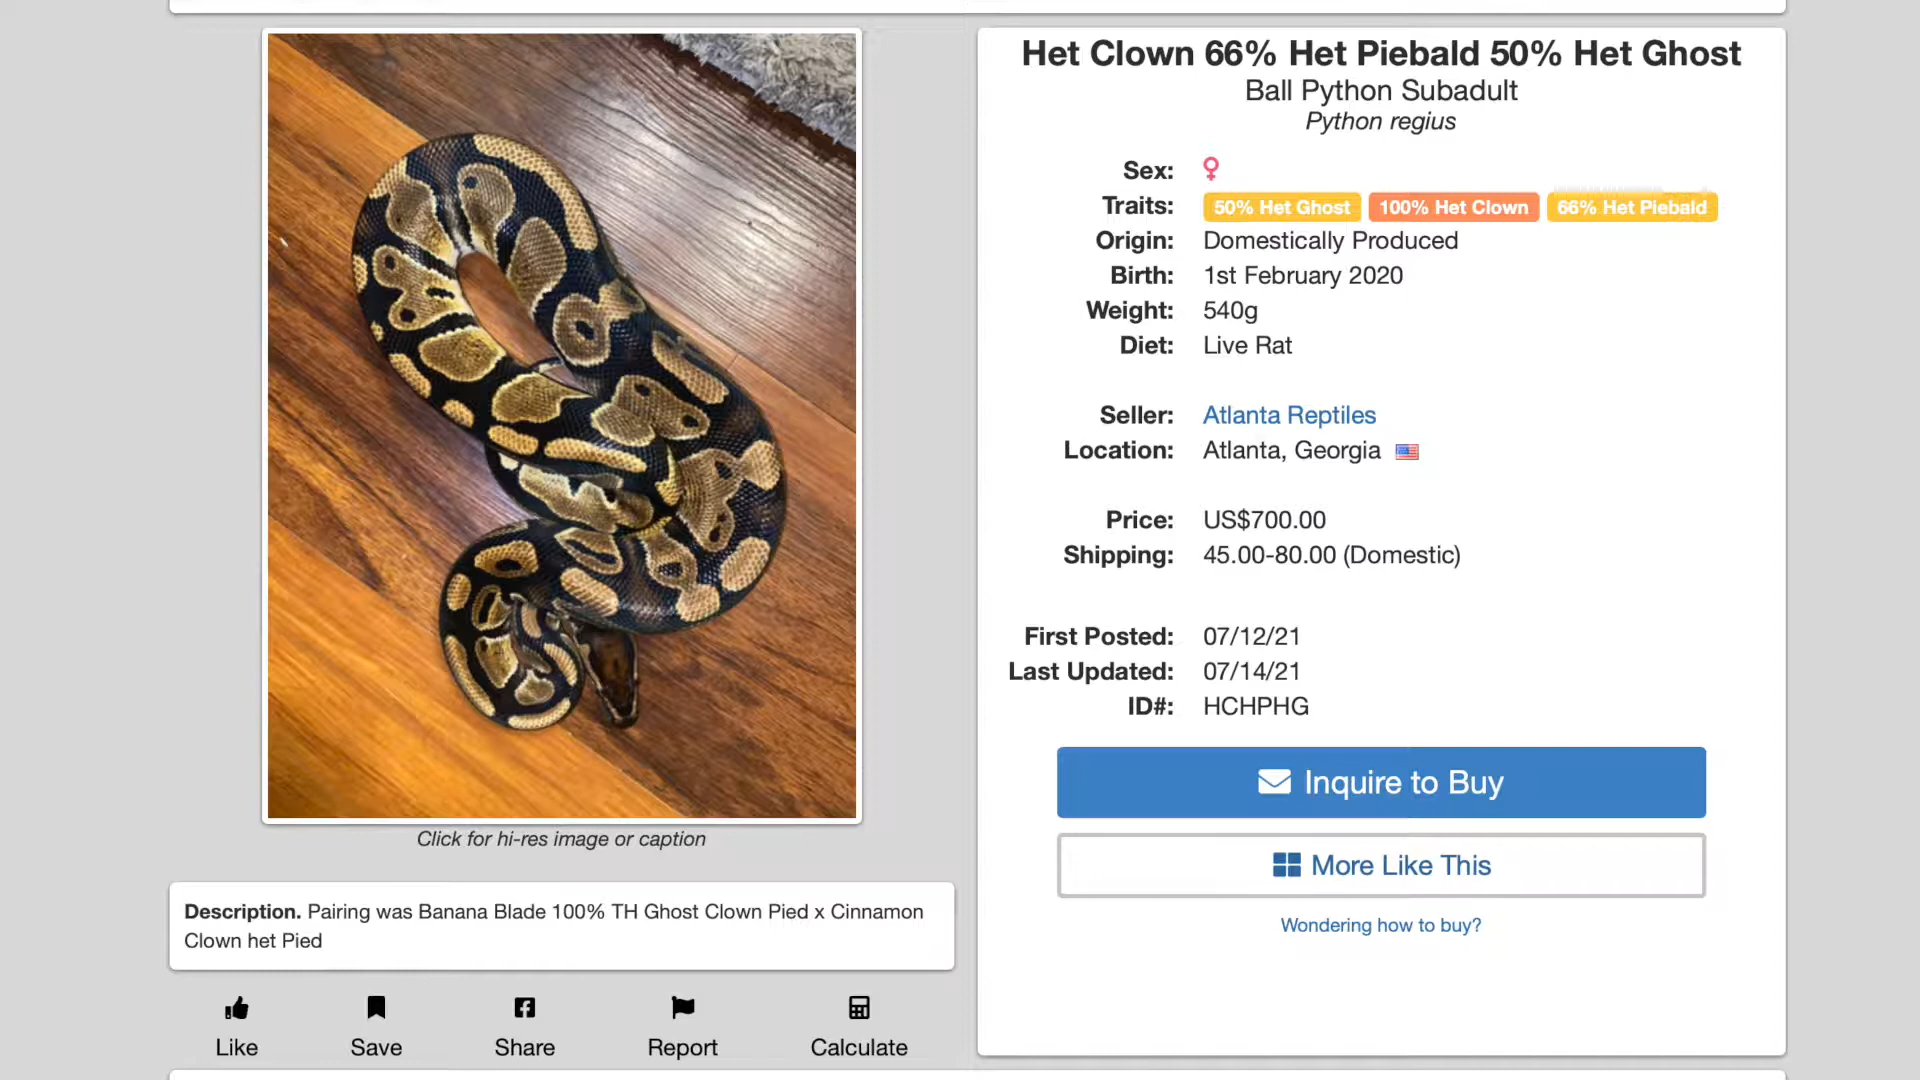 Het Clown 66% Het Piebald 50% Het Ghost
Ball Python Subadult
Python regius
Sex: ♀
Traits: 50% Het Ghost 100% Het Clown 66% Het Piebald
Origin: Domestically Produced
Birth: 1st February 2020
Weight: 540g
Diet: Live Rat
Seller: Atlanta Reptiles
Location: Atlanta, Georgia
Price: US$700.00
Shipping: 45.00-80.00 (Domestic)
First Posted: 07/12/21
Last Updated: 07/14/21
ID#: HCHPHG
Inquire to Buy
More Like This
Wondering how to buy?
Click for hi-res image or caption
Description. Pairing was Banana Blade 100% TH Ghost Clown Pied x Cinnamon
Clown het Pied
Like Save Share Report Calculate